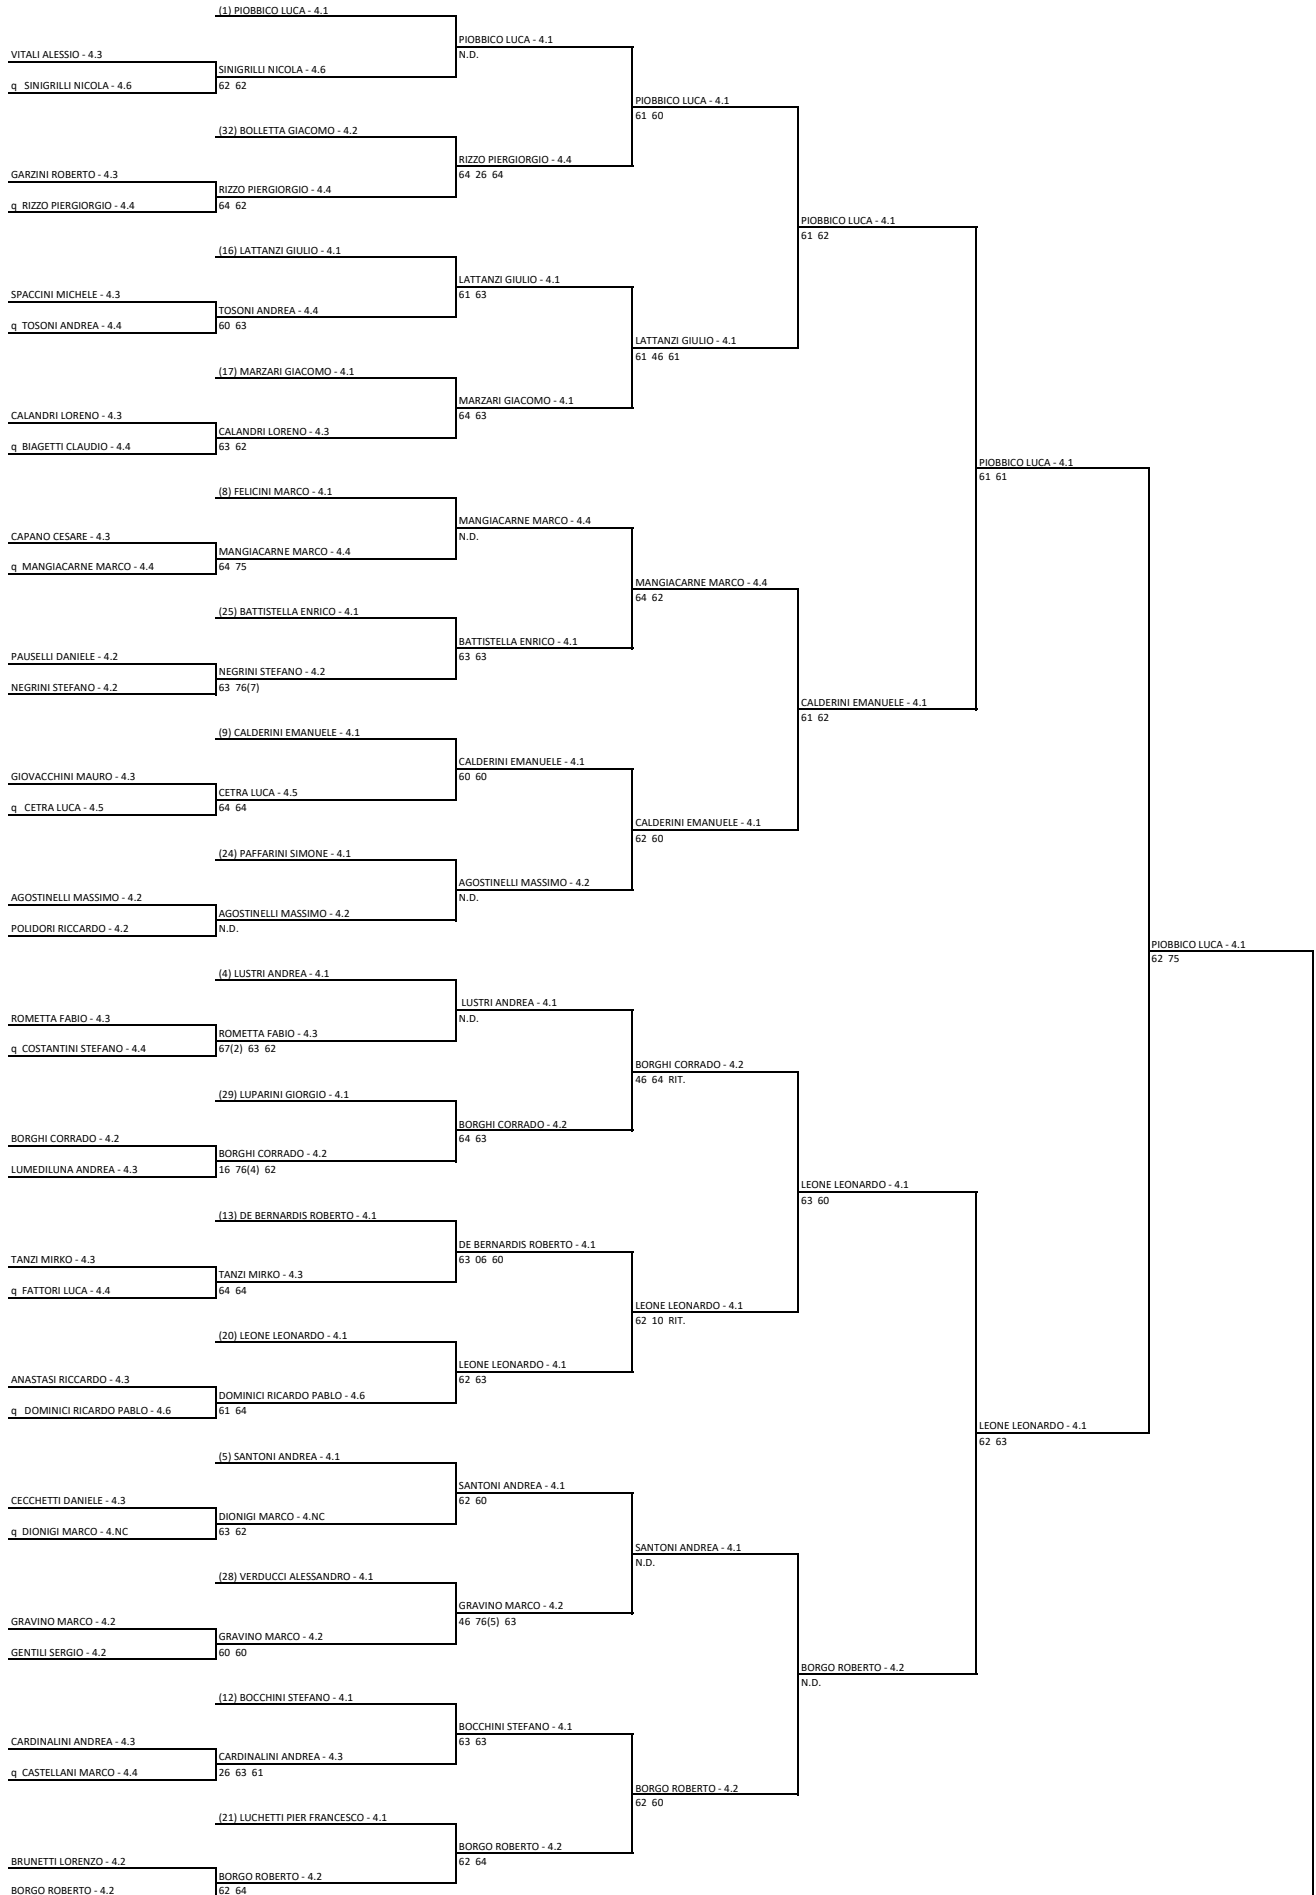 (1) PIOBBICO LUCA - 4.1
PIOBBICO LUCA - 4.1
VITALI ALESSIO - 4.3
N.D.
SINIGRILLI NICOLA - 4.6
q SINIGRILLI NICOLA - 4.6
62 62
PIOBBICO LUCA - 4.1
61 60
(32) BOLLETTA GIACOMO - 4.2
RIZZO PIERGIORGIO - 4.4
GARZINI ROBERTO - 4.3
64 26 64
RIZZO PIERGIORGIO - 4.4
q RIZZO PIERGIORGIO - 4.4
64 62
PIOBBICO LUCA - 4.1
61 62
(16) LATTANZI GIULIO - 4.1
LATTANZI GIULIO - 4.1
SPACCINI MICHELE - 4.3
61 63
TOSONI ANDREA - 4.4
q TOSONI ANDREA - 4.4
60 63
LATTANZI GIULIO - 4.1
61 46 61
(17) MARZARI GIACOMO - 4.1
MARZARI GIACOMO - 4.1
CALANDRI LORENO - 4.3
64 63
CALANDRI LORENO - 4.3
q BIAGETTI CLAUDIO - 4.4
63 62
PIOBBICO LUCA - 4.1
61 61
(8) FELICINI MARCO - 4.1
MANGIACARNE MARCO - 4.4
CAPANO CESARE - 4.3
N.D.
MANGIACARNE MARCO - 4.4
q MANGIACARNE MARCO - 4.4
64 75
MANGIACARNE MARCO - 4.4
64 62
(25) BATTISTELLA ENRICO - 4.1
BATTISTELLA ENRICO - 4.1
PAUSELLI DANIELE - 4.2
63 63
NEGRINI STEFANO - 4.2
NEGRINI STEFANO - 4.2
63 76(7)
CALDERINI EMANUELE - 4.1
61 62
(9) CALDERINI EMANUELE - 4.1
CALDERINI EMANUELE - 4.1
GIOVACCHINI MAURO - 4.3
60 60
CETRA LUCA - 4.5
q CETRA LUCA - 4.5
64 64
CALDERINI EMANUELE - 4.1
62 60
(24) PAFFARINI SIMONE - 4.1
AGOSTINELLI MASSIMO - 4.2
AGOSTINELLI MASSIMO - 4.2
N.D.
AGOSTINELLI MASSIMO - 4.2
POLIDORI RICCARDO - 4.2
N.D.
PIOBBICO LUCA - 4.1
62 75
(4) LUSTRI ANDREA - 4.1
LUSTRI ANDREA - 4.1
ROMETTA FABIO - 4.3
N.D.
ROMETTA FABIO - 4.3
q COSTANTINI STEFANO - 4.4
67(2) 63 62
BORGHI CORRADO - 4.2
46 64 RIT.
(29) LUPARINI GIORGIO - 4.1
BORGHI CORRADO - 4.2
BORGHI CORRADO - 4.2
64 63
BORGHI CORRADO - 4.2
LUMEDILUNA ANDREA - 4.3
16 76(4) 62
LEONE LEONARDO - 4.1
63 60
(13) DE BERNARDIS ROBERTO - 4.1
DE BERNARDIS ROBERTO - 4.1
TANZI MIRKO - 4.3
63 06 60
TANZI MIRKO - 4.3
q FATTORI LUCA - 4.4
64 64
LEONE LEONARDO - 4.1
62 10 RIT.
(20) LEONE LEONARDO - 4.1
LEONE LEONARDO - 4.1
ANASTASI RICCARDO - 4.3
62 63
DOMINICI RICARDO PABLO - 4.6
q DOMINICI RICARDO PABLO - 4.6
61 64
LEONE LEONARDO - 4.1
62 63
(5) SANTONI ANDREA - 4.1
SANTONI ANDREA - 4.1
CECCHETTI DANIELE - 4.3
62 60
DIONIGI MARCO - 4.NC
q DIONIGI MARCO - 4.NC
63 62
SANTONI ANDREA - 4.1
N.D.
(28) VERDUCCI ALESSANDRO - 4.1
GRAVINO MARCO - 4.2
GRAVINO MARCO - 4.2
46 76(5) 63
GRAVINO MARCO - 4.2
GENTILI SERGIO - 4.2
60 60
BORGO ROBERTO - 4.2
N.D.
(12) BOCCHINI STEFANO - 4.1
BOCCHINI STEFANO - 4.1
CARDINALINI ANDREA - 4.3
63 63
CARDINALINI ANDREA - 4.3
q CASTELLANI MARCO - 4.4
26 63 61
BORGO ROBERTO - 4.2
62 60
(21) LUCHETTI PIER FRANCESCO - 4.1
BORGO ROBERTO - 4.2
BRUNETTI LORENZO - 4.2
62 64
BORGO ROBERTO - 4.2
BORGO ROBERTO - 4.2
62 64